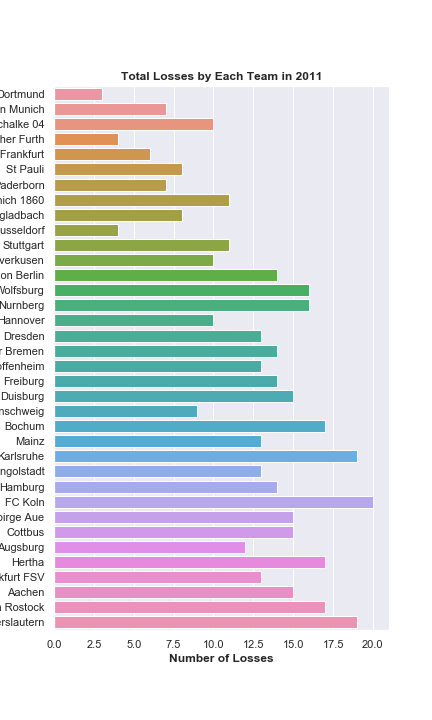 Total Losses by Each Team in 2011
Dortmund
n Munich
chalke 04
ther Furth
Frankfurt
St Pauli
Paderborn
nich 1860
gladbach
usseldorf
Stuttgart
verkusen
on Berlin
Wolfsburg
Nurnberg
Hannover
Dresden
r Bremen
offenheim
Freiburg
Duisburg
nschweig
Bochum
Mainz
Karlsruhe
ngolstadt
Hamburg
FC Koln
birge Aue
Cottbus
Augsburg
Hertha
kfurt FSV
Aachen
a Rostock
erslautern
0.0 2.5 5.0 7.5 10.0 12.5 15.0 17.5 20.0
Number of Losses